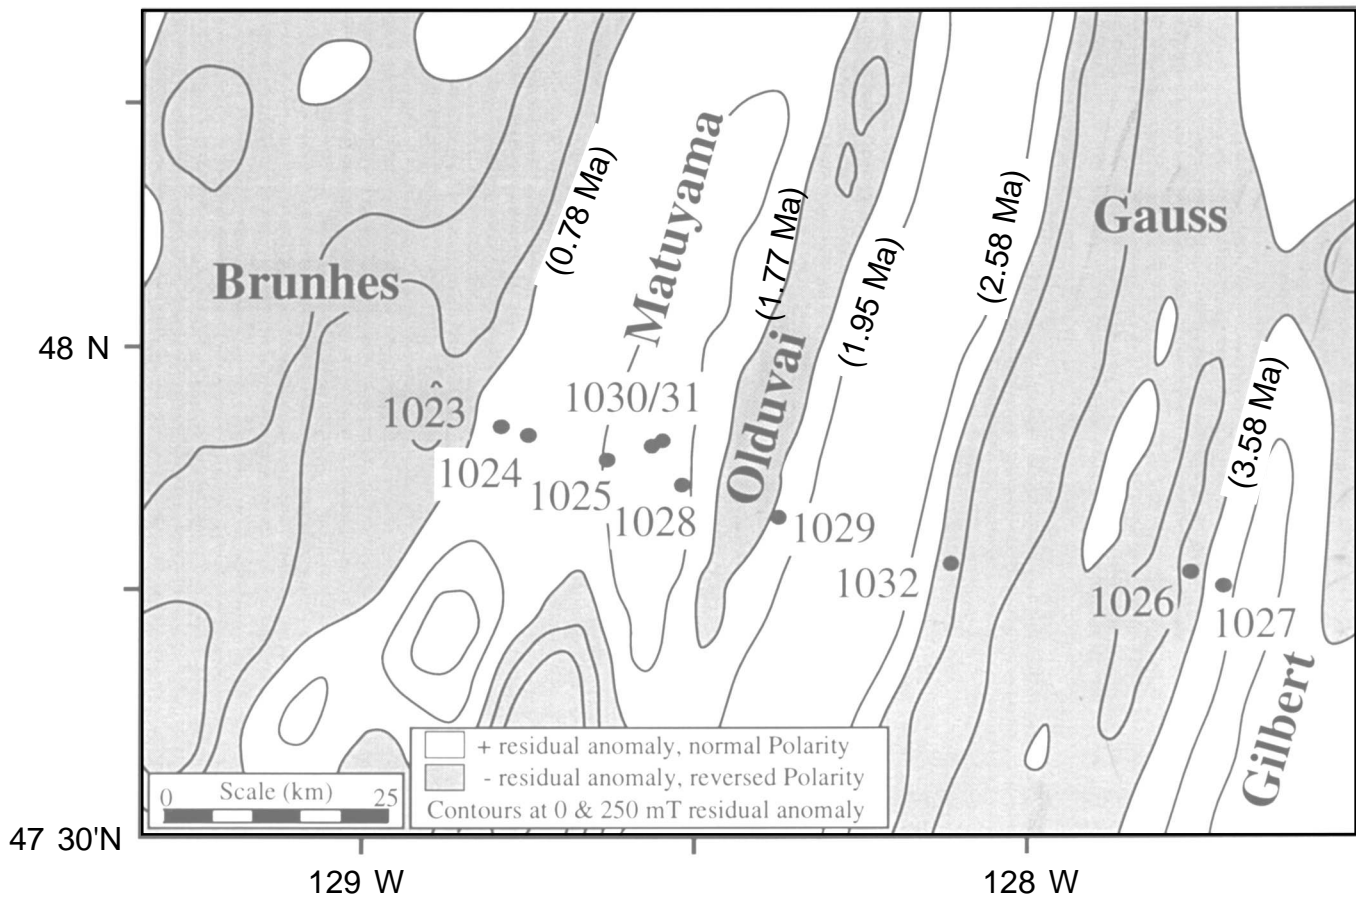 Matuyama
(0.78 Ma)
(1.77 Ma)
(2.58 Ma)
Gauss
Brunhes
(1.95 Ma)
48 N
Olduvai
(3.58 Ma)
1023
1030/31
1024
1025
1028
1029
1032
1026
1027
Gilbert
+ residual anomaly, normal Polarity
- residual anomaly, reversed Polarity
Contours at 0 & 250 mT residual anomaly
0 Scale (km) 25
47 30'N
129 W
128 W